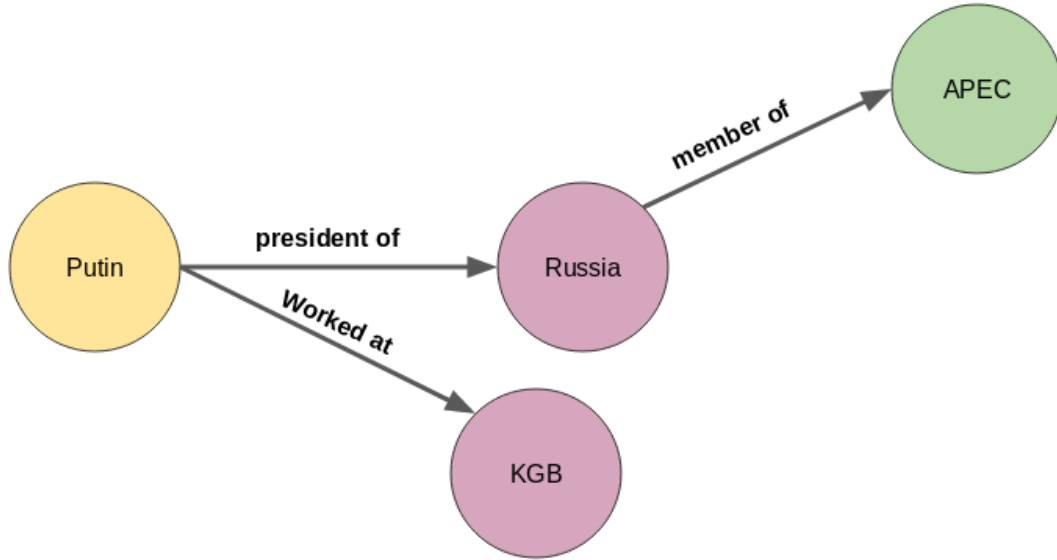 APEC
member of
president of
Putin
Russia
Worked at
KGB